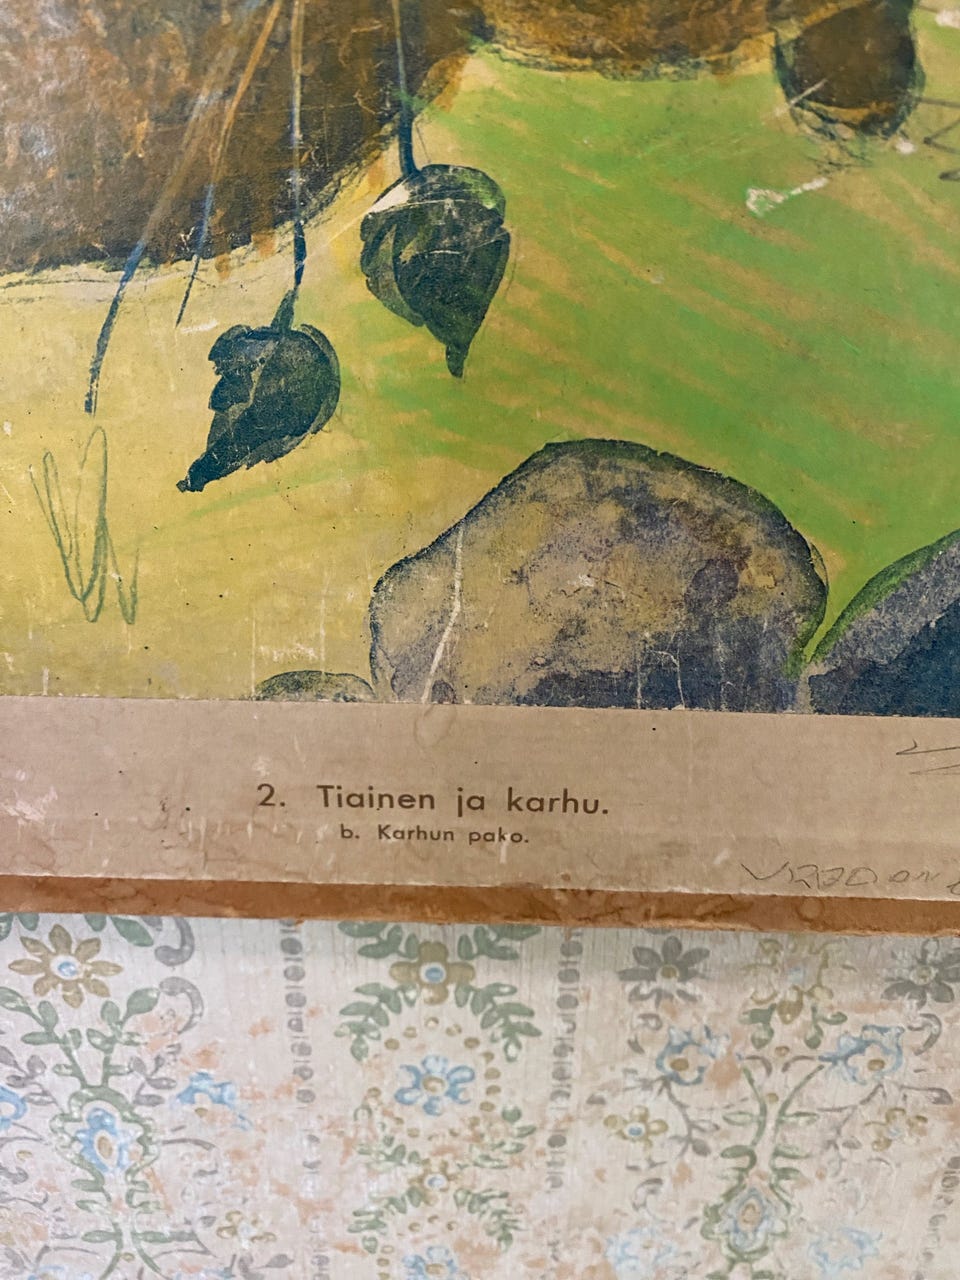 2. Tiainen ja karhu.
b. Karhun pako.